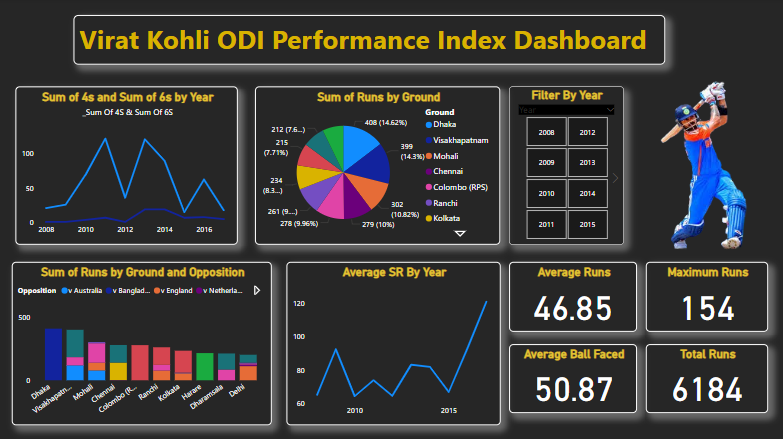 Virat Kohli ODI Performance Index Dashboard
Sum of 4s and Sum of 6s by Year
_Sum Of 4S & Sum Of 6S
100
50
0
2008 2010 2012 2014 2016
Sum of Runs by Ground
408 (14.62%)
399
(14.3%)
302
(10.82%)
279 (10%)
278 (9.96%)
261 (9....)
234
(8.3...)
215
(7.71%)
212 (7.6...)
Ground
Dhaka
Visakhapatnam
Mohali
Chennai
Colombo (RPS)
Ranchi
Kolkata
Filter By Year
Year
2008 2012
2009 2013
2010 2014
2011 2015
Sum of Runs by Ground and Opposition
Opposition v Australia v Banglad... v England v Netherla...
500
0
Dhaka Visakhapatn... Mohali Chennai Colombo (R... Ranchi Kolkata Harare Dharamsala Delhi
Average SR By Year
120
100
80
60
2010 2015
Average Runs
46.85
Maximum Runs
154
Average Ball Faced
50.87
Total Runs
6184